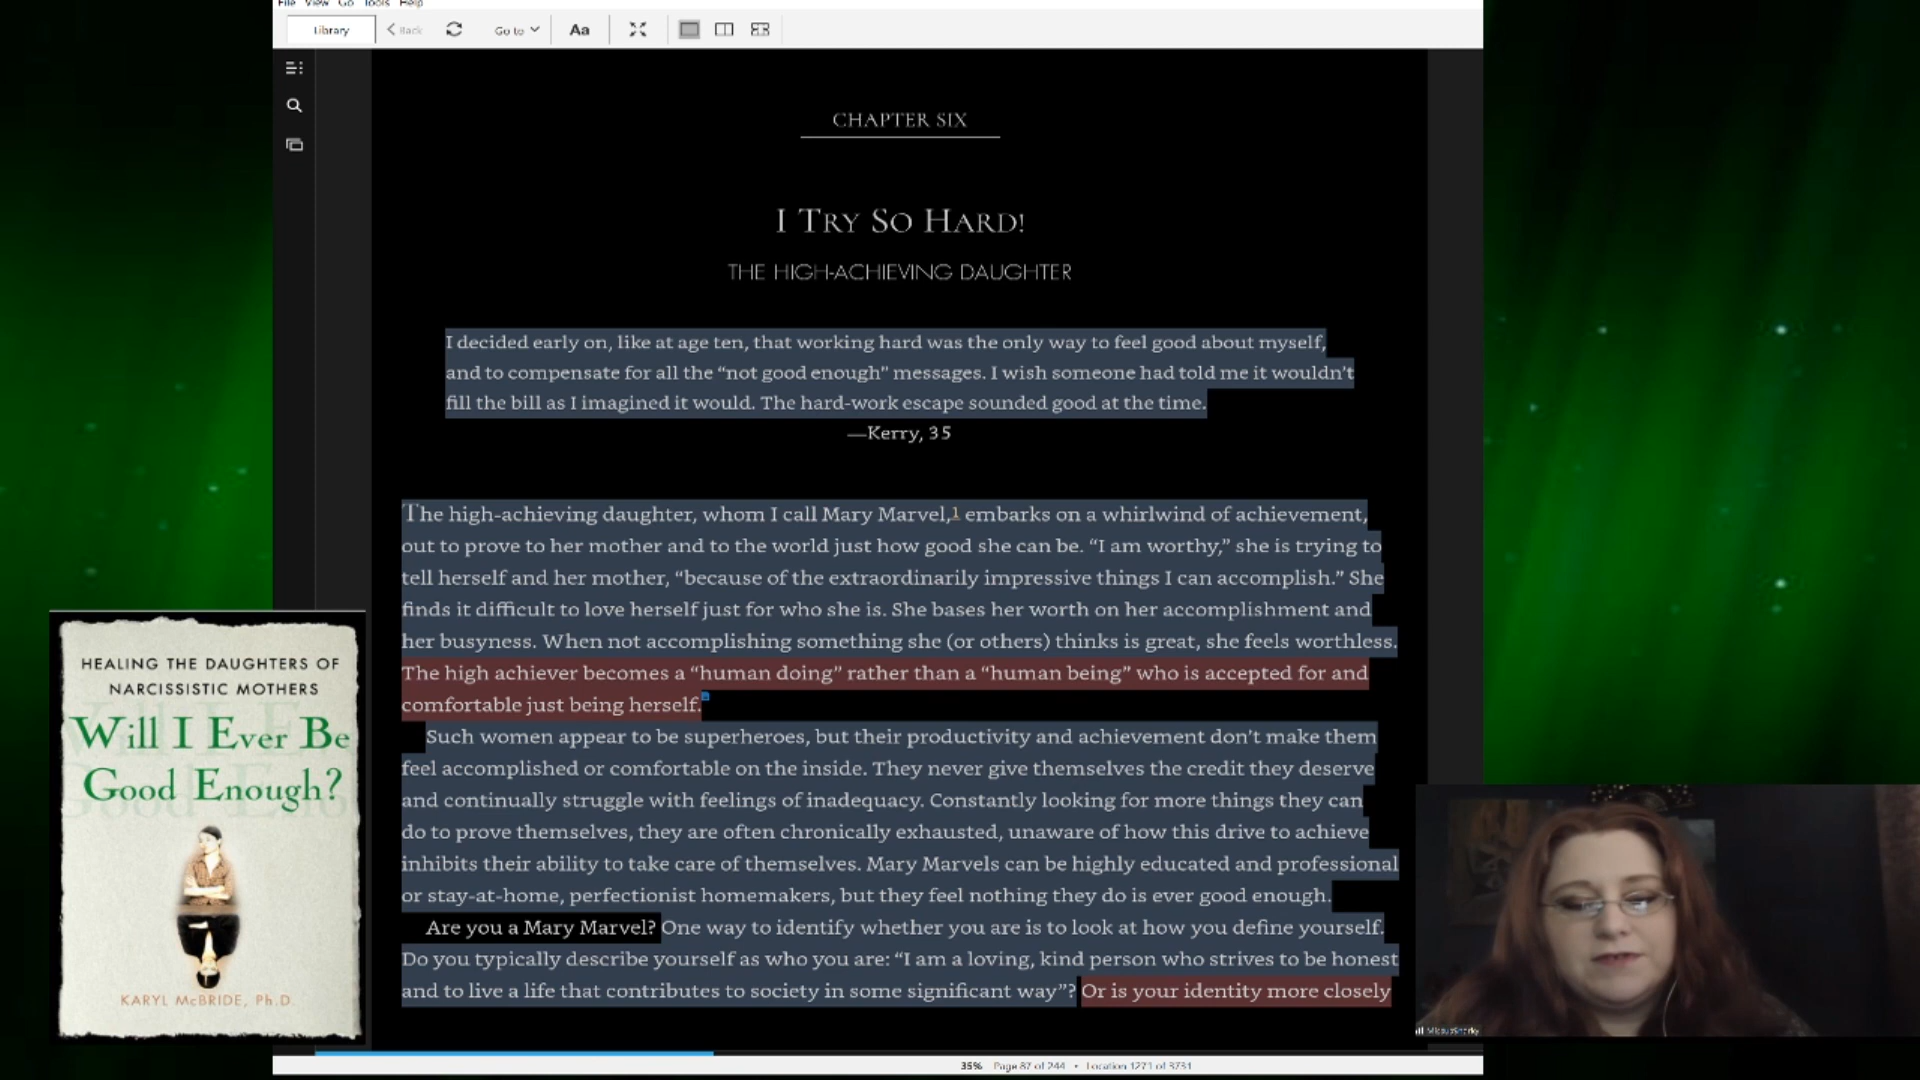 File View Go Tools Help
Library
Back
Go to
Aa
CHAPTER SIX
I TRY SO HARD!
THE HIGH-ACHIEVING DAUGHTER
I decided early on, like at age ten, that working hard was the only way to feel good about myself,
and to compensate for all the “not good enough” messages. I wish someone had told me it wouldn’t
fill the bill as I imagined it would. The hard-work escape sounded good at the time.
—Kerry, 35
The high-achieving daughter, whom I call Mary Marvel,1 embarks on a whirlwind of achievement,
out to prove to her mother and to the world just how good she can be. “I am worthy,” she is trying to
tell herself and her mother, “because of the extraordinarily impressive things I can accomplish.” She
finds it difficult to love herself just for who she is. She bases her worth on her accomplishment and
her busyness. When not accomplishing something she (or others) thinks is great, she feels worthless.
The high achiever becomes a “human doing” rather than a “human being” who is accepted for and
comfortable just being herself.
Such women appear to be superheroes, but their productivity and achievement don’t make them
feel accomplished or comfortable on the inside. They never give themselves the credit they deserve
and continually struggle with feelings of inadequacy. Constantly looking for more things they can
do to prove themselves, they are often chronically exhausted, unaware of how this drive to achieve
inhibits their ability to take care of themselves. Mary Marvels can be highly educated and professional
or stay-at-home, perfectionist homemakers, but they feel nothing they do is ever good enough.
Are you a Mary Marvel? One way to identify whether you are is to look at how you define yourself.
Do you typically describe yourself as who you are: “I am a loving, kind person who strives to be honest
and to live a life that contributes to society in some significant way”? Or is your identity more closely
35% Page 87 of 244 • Location 1271 of 3731
HEALING THE DAUGHTERS OF
NARCISSISTIC MOTHERS
Will I Ever Be
Good Enough?
KARYL McBRIDE, Ph.D.